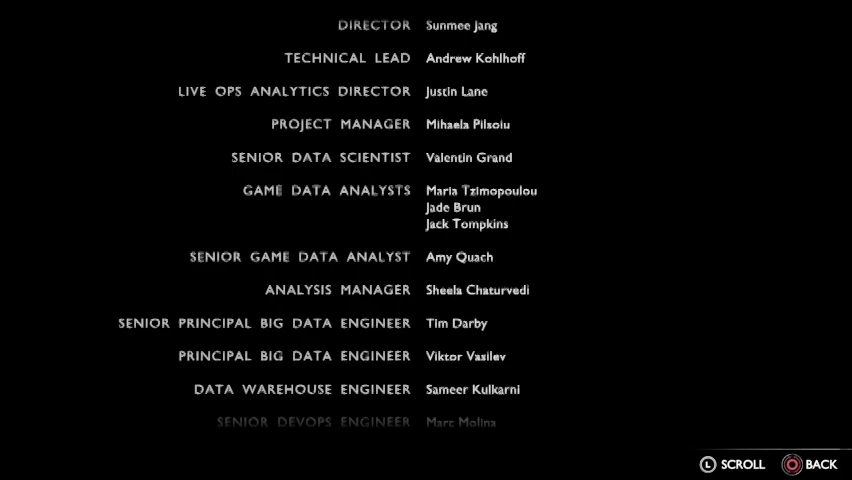 DIRECTOR Sunmee Jang
TECHNICAL LEAD Andrew Kohlhoff
LIVE OPS ANALYTICS DIRECTOR Justin Lane
PROJECT MANAGER Mihaela Pilsoiu
SENIOR DATA SCIENTIST Valentin Grand
GAME DATA ANALYSTS Maria Tzimopoulou
Jade Brun
Jack Tompkins
SENIOR GAME DATA ANALYST Amy Quach
ANALYSIS MANAGER Sheela Chaturvedi
SENIOR PRINCIPAL BIG DATA ENGINEER Tim Darby
PRINCIPAL BIG DATA ENGINEER Viktor Vasilev
DATA WAREHOUSE ENGINEER Sameer Kulkarni
SENIOR DEVOPS ENGINEER Marc Molina
L SCROLL BACK